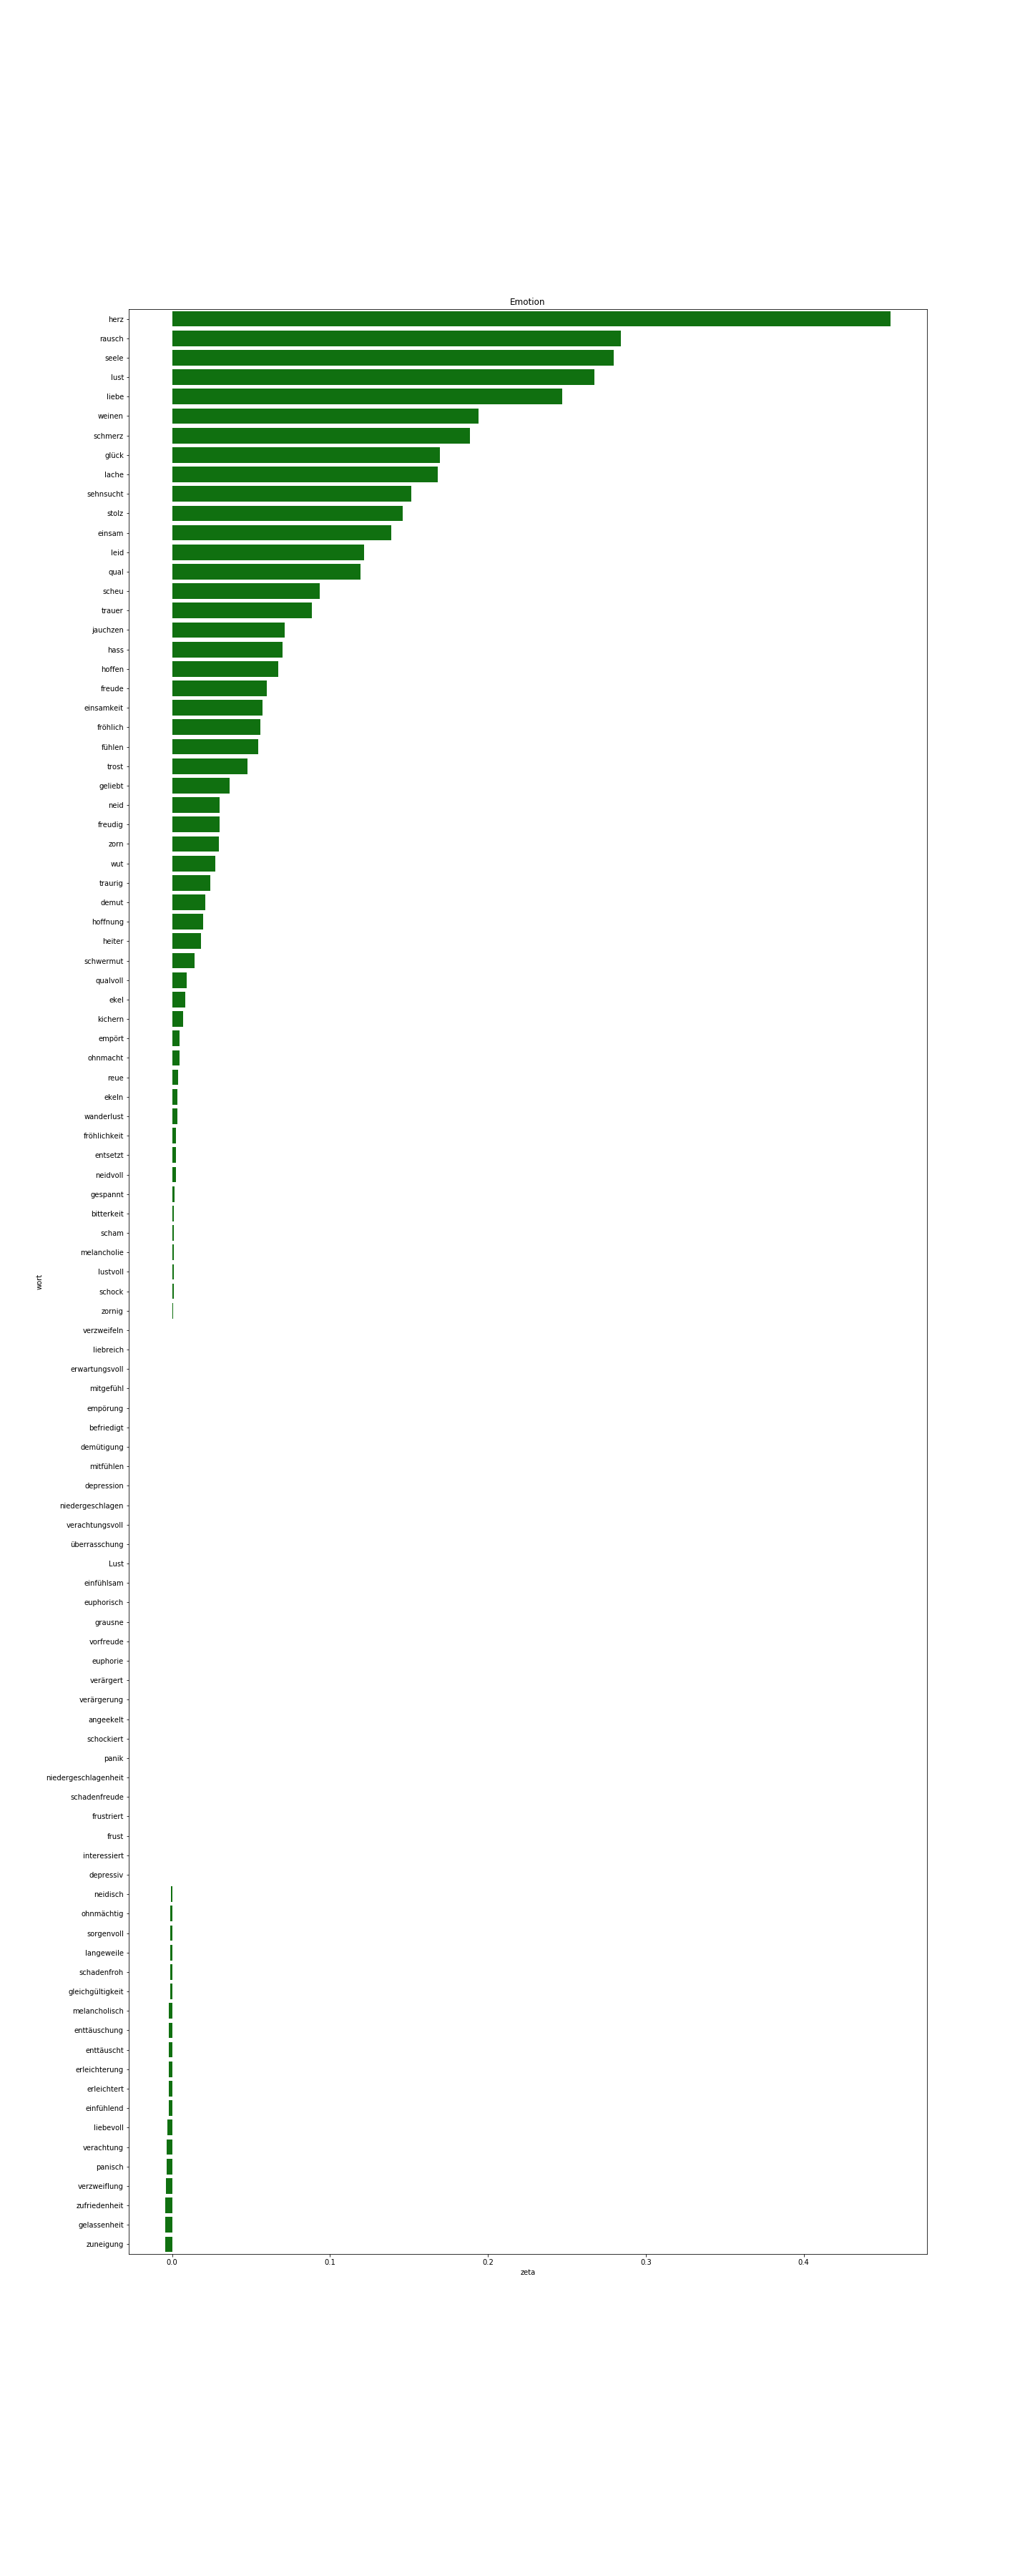 Emotion
herz
rausch
seele
lust
liebe
weinen
schmerz
glück
lache
sehnsucht
stolz
einsam
leid
qual
scheu
trauer
jauchzen
hass
hoffen
freude
einsamkeit
fröhlich
fühlen
trost
geliebt
neid
freudig
zorn
wut
traurig
demut
hoffnung
heiter
schwermut
qualvoll
ekel
kichern
empört
ohnmacht
reue
ekeln
wanderlust
fröhlichkeit
entsetzt
neidvoll
gespannt
bitterkeit
scham
melancholie
lustvoll
wort
schock
zornig
verzweifeln
liebreich
erwartungsvoll
mitgefühl
empörung
befriedigt
demütigung
mitfühlen
depression
niedergeschlagen
verachtungsvoll
überrasschung
Lust
einfühlsam
euphorisch
grausne
vorfreude
euphorie
verärgert
verärgerung
angeekelt
schockiert
panik
niedergeschlagenheit
schadenfreude
frustriert
frust
interessiert
depressiv
neidisch
ohnmächtig
sorgenvoll
langeweile
schadenfroh
gleichgültigkeit
melancholisch
enttäuschung
enttäuscht
erleichterung
erleichtert
einfühlend
liebevoll
verachtung
panisch
verzweiflung
zufriedenheit
gelassenheit
zuneigung
0.0 0.1 0.2 0.3 0.4
zeta